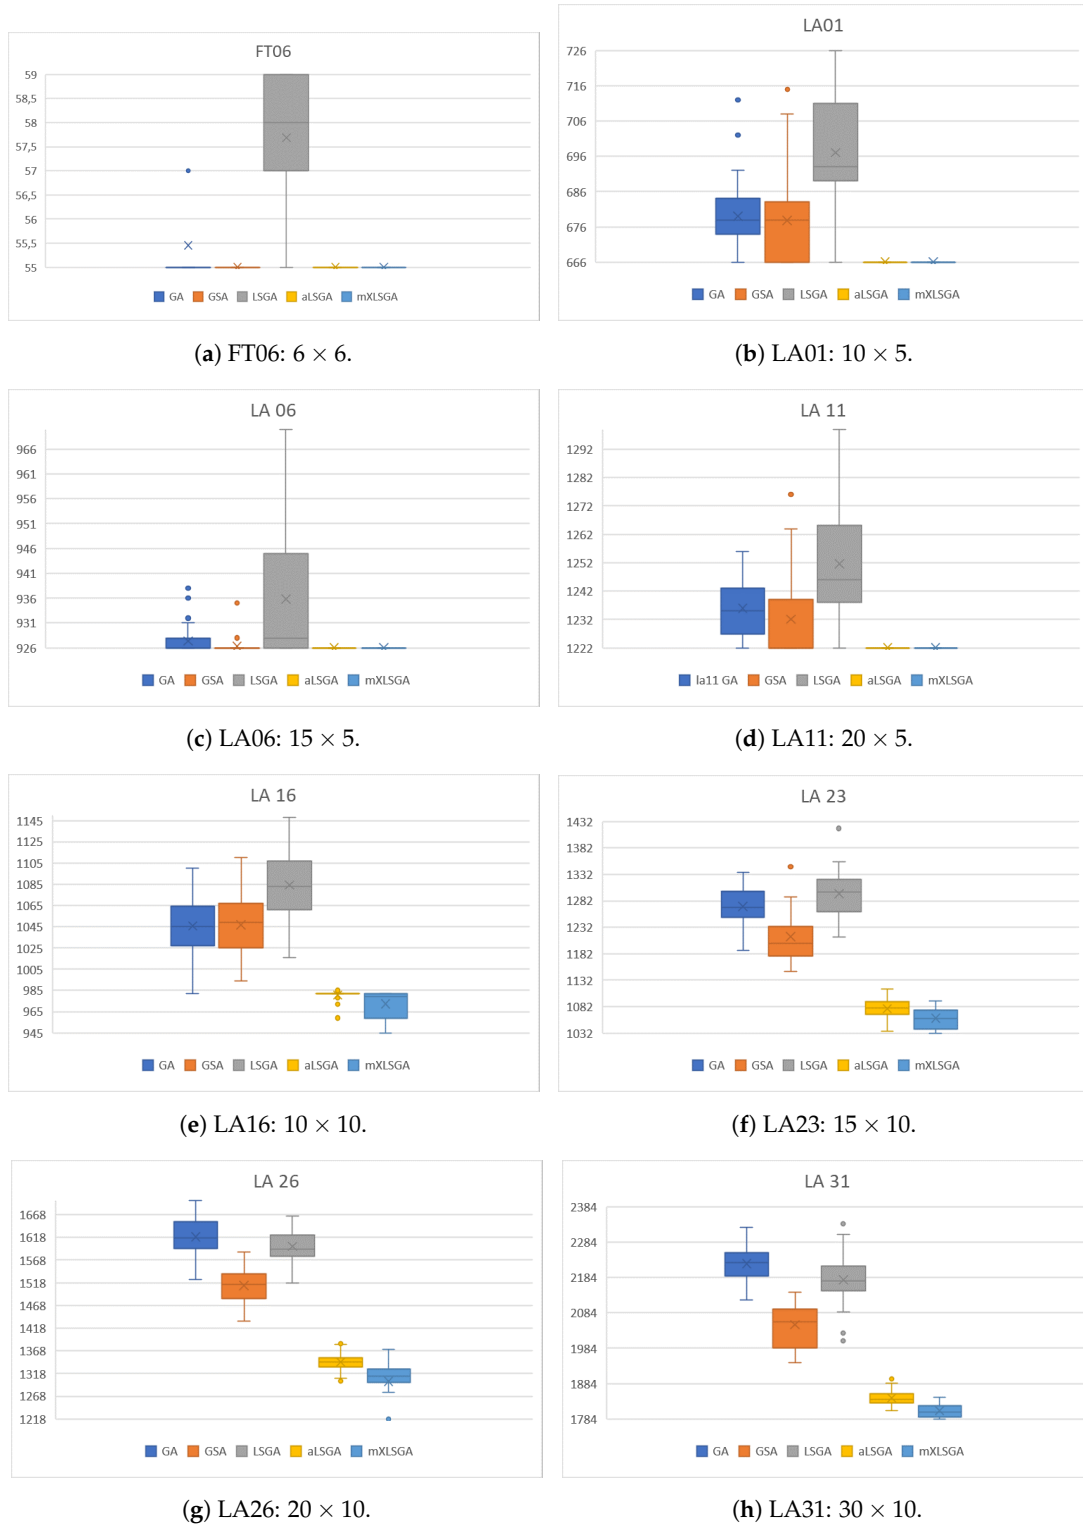 FT06
59
58,5
58
57,5
57
56,5
56
55,5
55
GA GSA LSGA aLSGA mXLSGA
(a) FT06: 6 × 6.
LA01
726
716
706
696
686
676
666
GA GSA LSGA aLSGA mXLSGA
(b) LA01: 10 × 5.
LA 06
966
961
956
951
946
941
936
931
926
GA GSA LSGA aLSGA mXLSGA
(c) LA06: 15 × 5.
LA 11
1292
1282
1272
1262
1252
1242
1232
1222
la11 GA GSA LSGA aLSGA mXLSGA
(d) LA11: 20 × 5.
LA 16
1145
1125
1105
1085
1065
1045
1025
1005
985
965
945
GA GSA LSGA aLSGA mXLSGA
(e) LA16: 10 × 10.
LA 23
1432
1382
1332
1282
1232
1182
1132
1082
1032
GA GSA LSGA aLSGA mXLSGA
(f) LA23: 15 × 10.
LA 26
1668
1618
1568
1518
1468
1418
1368
1318
1268
1218
GA GSA LSGA aLSGA mXLSGA
(g) LA26: 20 × 10.
LA 31
2384
2284
2184
2084
1984
1884
1784
GA GSA LSGA aLSGA mXLSGA
(h) LA31: 30 × 10.